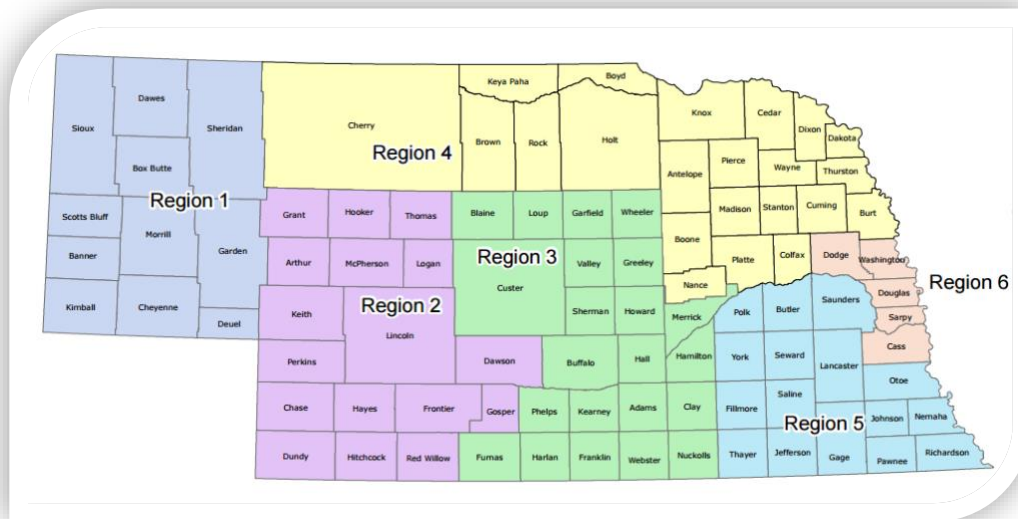 Keya Paha
Boyd
Dawes
Sioux
Sheridan
Cherry
Knox
Cedar
Dixon
Dakota
Brown
Rock
Holt
Region 4
Box Butte
Antelope
Pierce
Wayne
Thurston
Region 1
Scotts Bluff
Morrill
Garden
Banner
Kimball
Cheyenne
Deuel
Grant
Hooker
Thomas
Blaine
Loup
Garfield
Wheeler
Madison
Stanton
Cuming
Burt
Boone
Platte
Colfax
Dodge
Washington
Nance
Arthur
McPherson
Logan
Region 3
Custer
Valley
Greeley
Region 6
Douglas
Sarpy
Cass
Keith
Region 2
Lincoln
Sherman
Howard
Merrick
Polk
Butler
Saunders
Perkins
Dawson
Buffalo
Hall
Hamilton
York
Seward
Lancaster
Otoe
Chase
Hayes
Frontier
Gosper
Phelps
Kearney
Adams
Clay
Fillmore
Saline
Region 5
Johnson
Nemaha
Dundy
Hitchcock
Red Willow
Furnas
Harlan
Franklin
Webster
Nuckolls
Thayer
Jefferson
Gage
Pawnee
Richardson